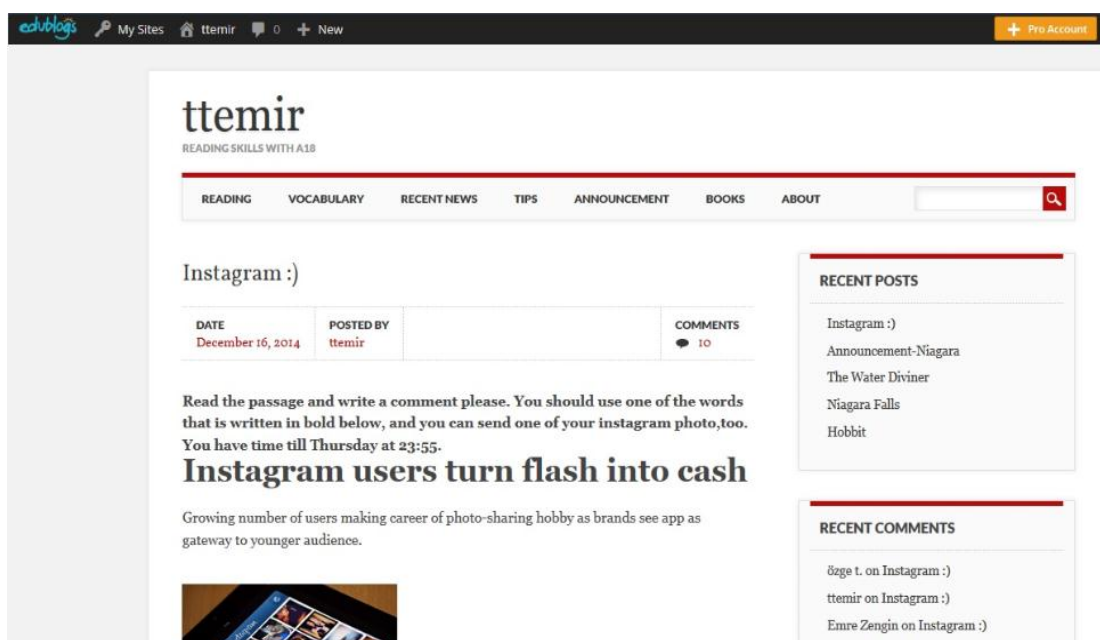 edublogs My Sites ttemir 0 + New + Pro Account
ttemir
READING SKILLS WITH A18
READING VOCABULARY RECENT NEWS TIPS ANNOUNCEMENT BOOKS ABOUT
Instagram :)
DATE POSTED BY COMMENTS
December 16, 2014 ttemir 10
Read the passage and write a comment please. You should use one of the words
that is written in bold below, and you can send one of your instagram photo,too.
You have time till Thursday at 23:55.
Instagram users turn flash into cash
Growing number of users making career of photo-sharing hobby as brands see app as
gateway to younger audience.
RECENT POSTS
Instagram :)
Announcement-Niagara
The Water Diviner
Niagara Falls
Hobbit
RECENT COMMENTS
özge t. on Instagram :)
ttemir on Instagram :)
Emre Zengin on Instagram :)